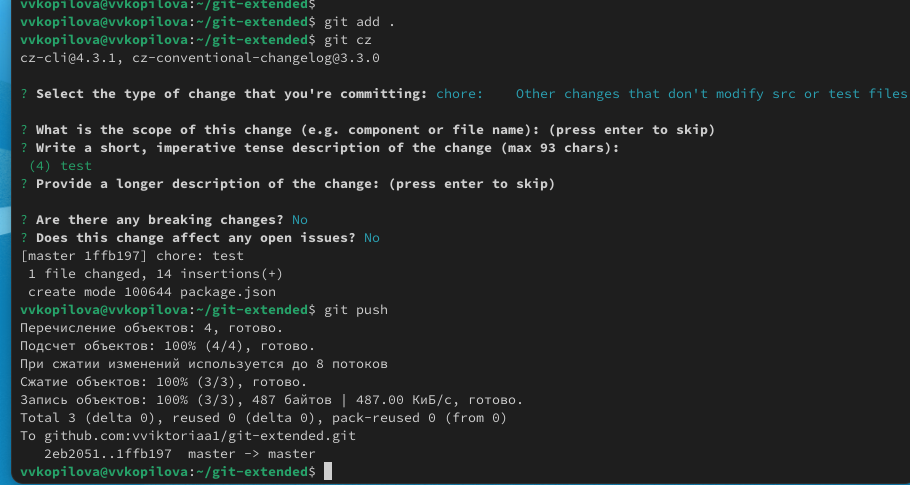 vvkopilova@vvkopilova:~/git-extended$
vvkopilova@vvkopilova:~/git-extended$ git add .
vvkopilova@vvkopilova:~/git-extended$ git cz
cz-cli@4.3.1, cz-conventional-changelog@3.3.0
? Select the type of change that you're committing: chore:    Other changes that don't modify src or test files
? What is the scope of this change (e.g. component or file name): (press enter to skip)
? Write a short, imperative tense description of the change (max 93 chars):
 (4) test
? Provide a longer description of the change: (press enter to skip)
? Are there any breaking changes? No
? Does this change affect any open issues? No
[master 1ffb197] chore: test
 1 file changed, 14 insertions(+)
 create mode 100644 package.json
vvkopilova@vvkopilova:~/git-extended$ git push
Перечисление объектов: 4, готово.
Подсчет объектов: 100% (4/4), готово.
При сжатии изменений используется до 8 потоков
Сжатие объектов: 100% (3/3), готово.
Запись объектов: 100% (3/3), 487 байтов | 487.00 КиБ/с, готово.
Total 3 (delta 0), reused 0 (delta 0), pack-reused 0 (from 0)
To github.com:vviktoriaa1/git-extended.git
   2eb2051..1ffb197  master -> master
vvkopilova@vvkopilova:~/git-extended$